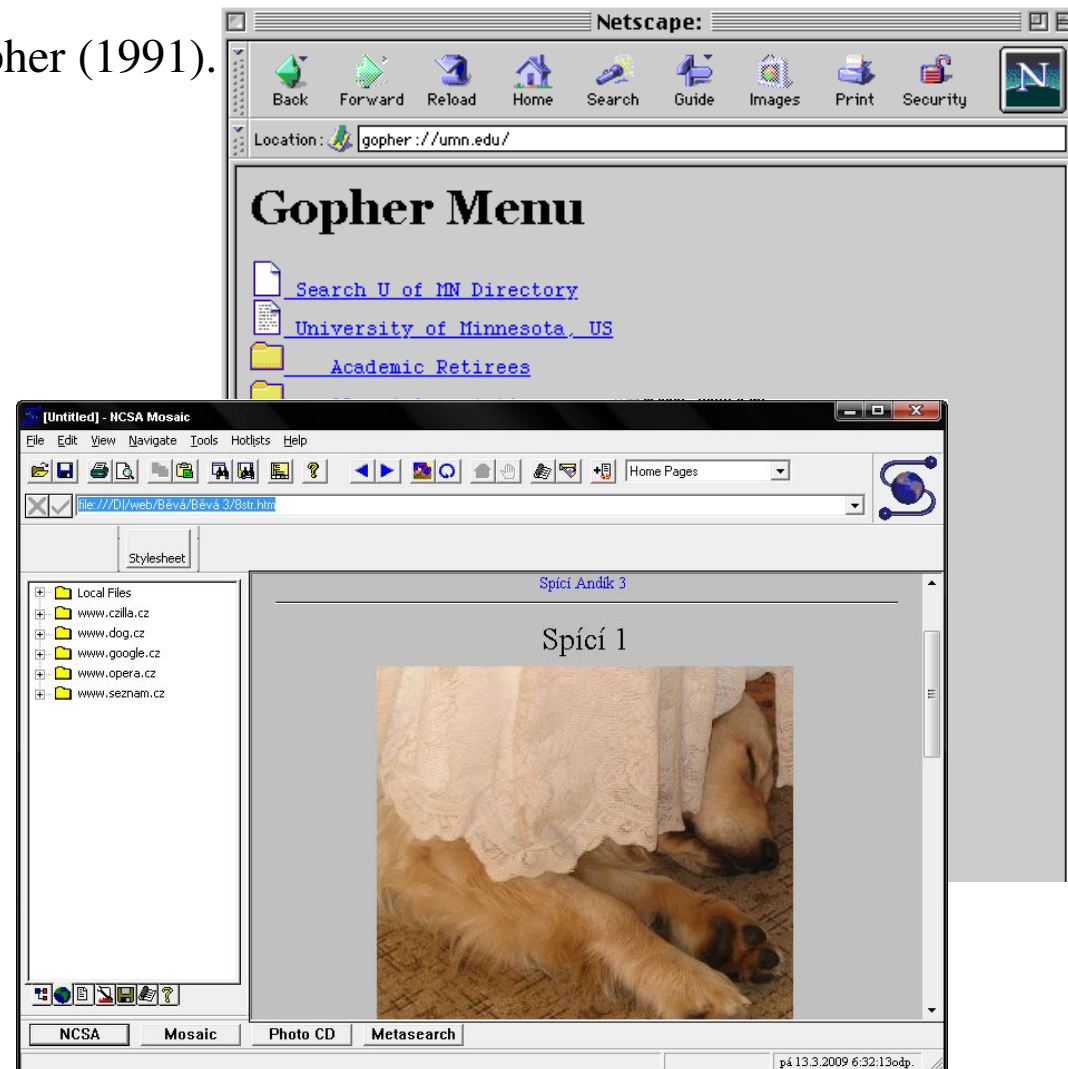 pher (1991).
Netscape:
Back Forward Reload Home Search Guide Images Print Security
N
Location: gopher://umn.edu/
Gopher Menu
Search U of MN Directory
University of Minnesota, US
Academic Retirees
[Untitled] - NCSA Mosaic
File Edit View Navigate Tools Hotlists Help
Home Pages
file:///D|/web/Běvá/Běvá 3/8str.htm
Stylesheet
Local Files
www.czilla.cz
www.dog.cz
www.google.cz
www.opera.cz
www.seznam.cz
Spící Andík 3
Spící 1
NCSA Mosaic Photo CD Metasearch
pá 13.3.2009 6:32:13odp.